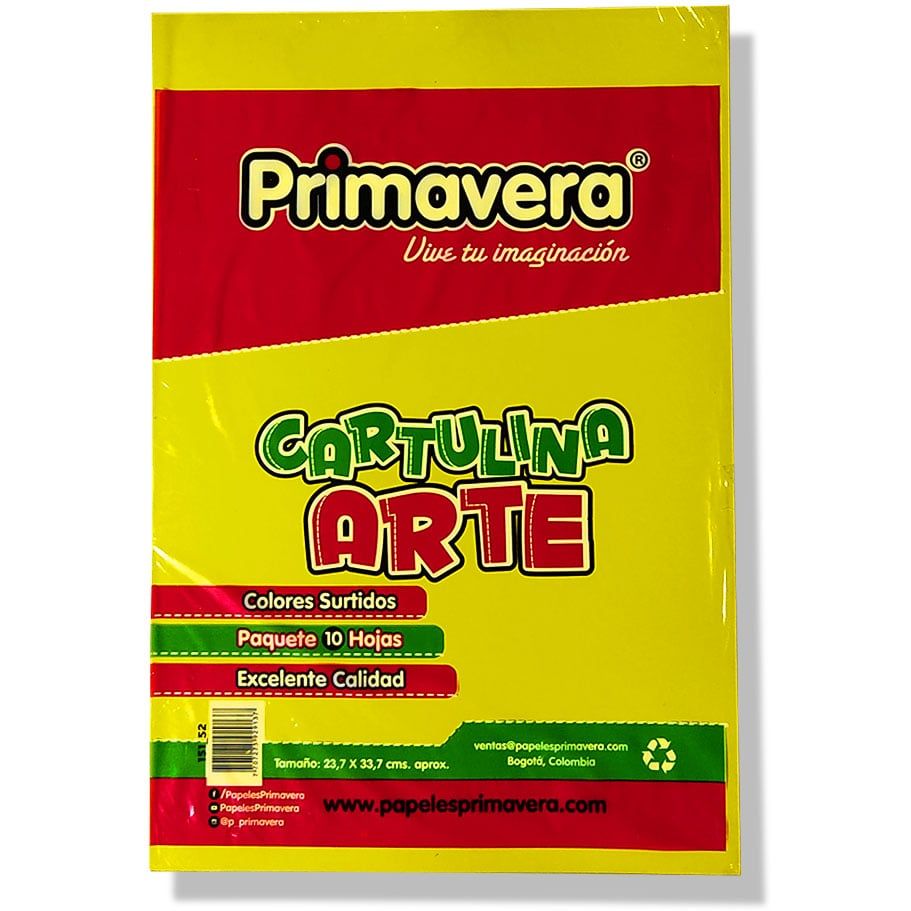 Primavera®
Vive tu imaginación
CARTULINA
ARTE
Colores Surtidos
Paquete 10 Hojas
Excelente Calidad
151_52
Tamaño: 23,7 X 33,7 cms. aprox.
ventas@papelesprimavera.com
Bogotá, Colombia
/PapelesPrimavera
PapelesPrimavera
@p_primavera
www.papelesprimavera.com